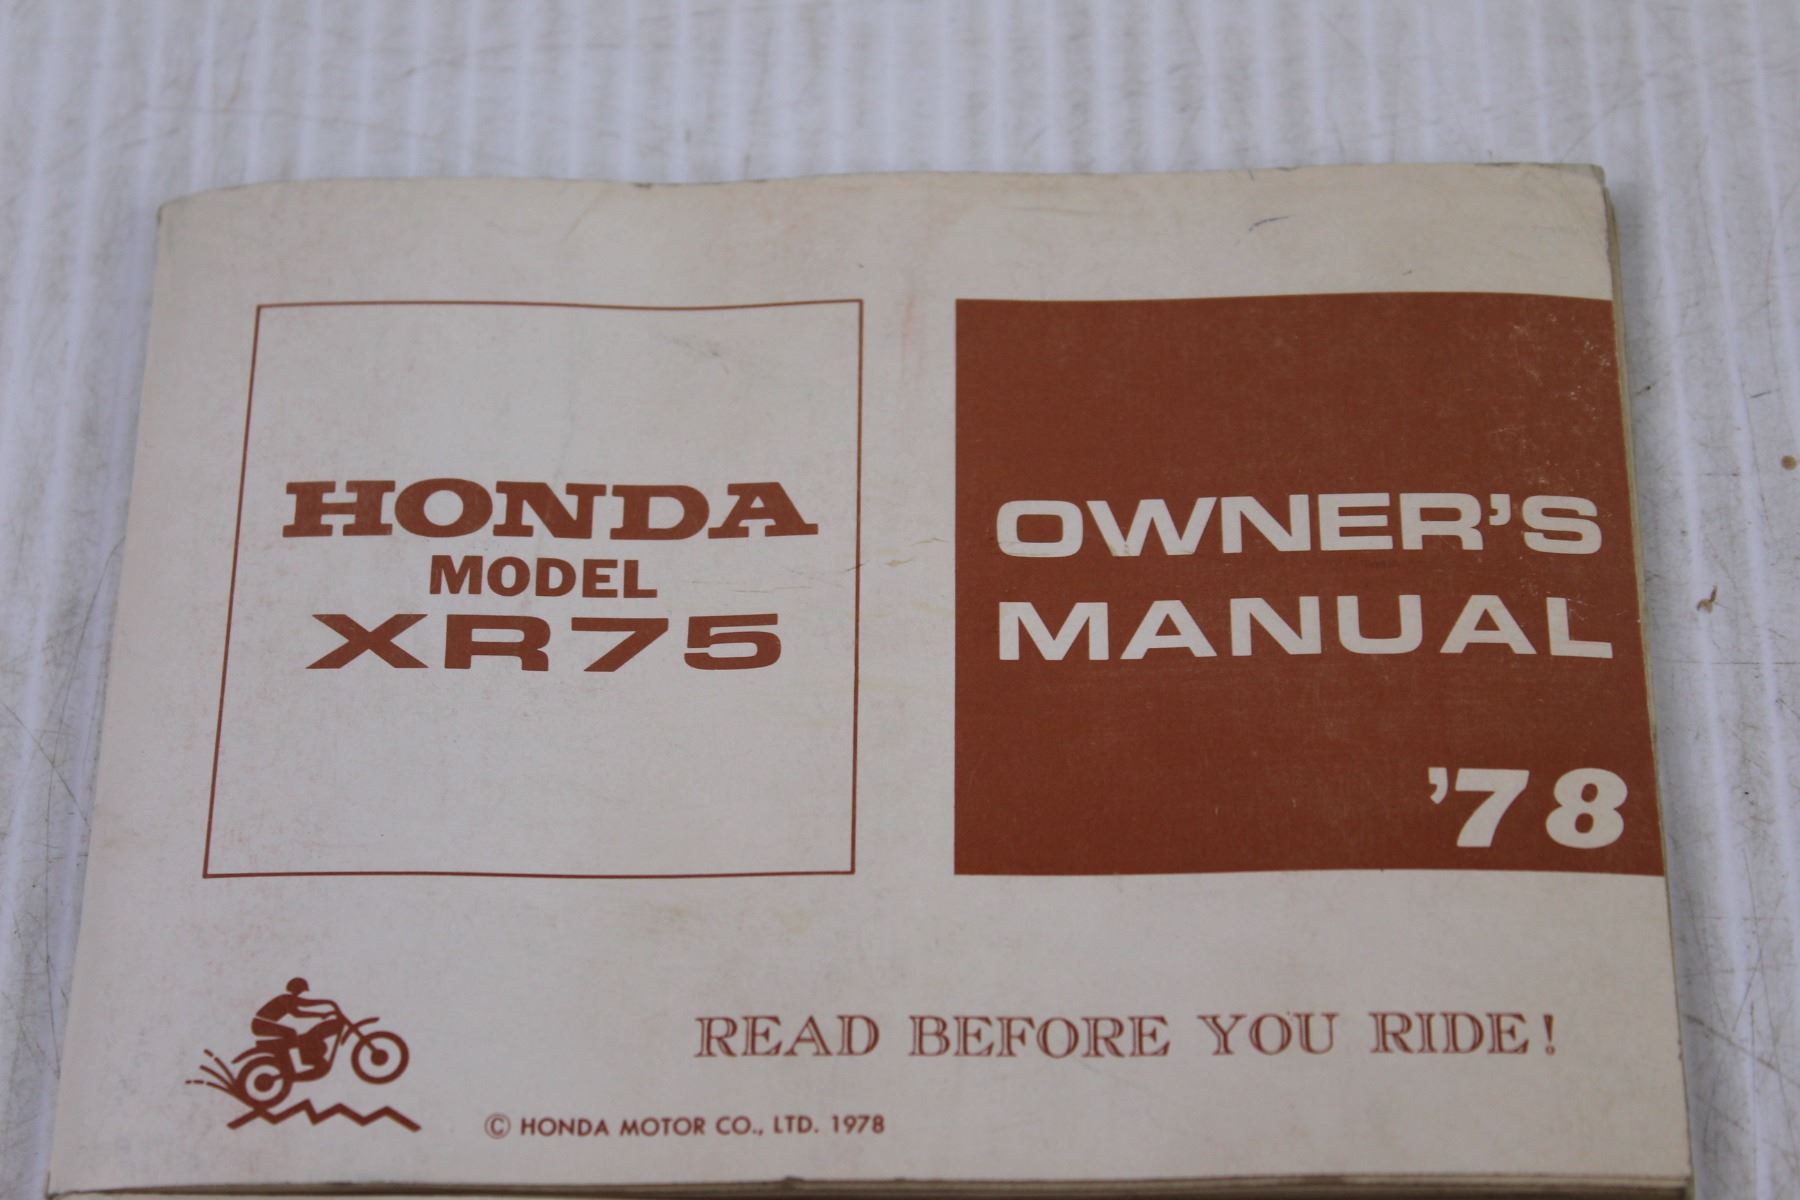 HONDA
MODEL
XR75
OWNER'S
MANUAL
'78
READ BEFORE YOU RIDE!
© HONDA MOTOR CO., LTD. 1978